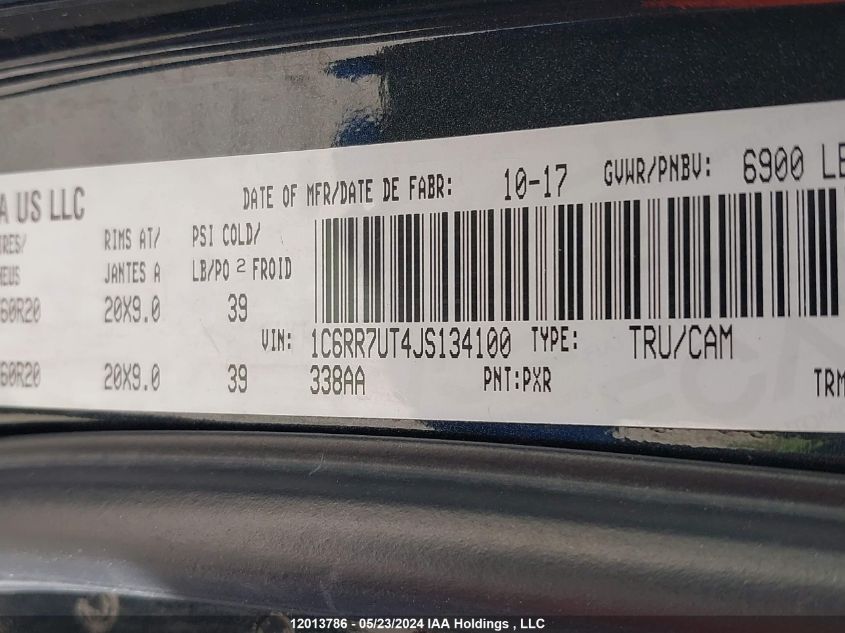 DATE OF MFR/DATE DE FABR: 10-17 GVWR/PNBV: 6900 LB
A US LLC
RIMS AT/ PSI COLD/
JANTES A LB/PO 2 FROID
60R20 20X9.0 39
VIN: 1C6RR7UT4JS134100 TYPE: TRU/CAM
60R20 20X9.0 39 338AA PNT:PXR TRM
12013786 - 05/23/2024 IAA Holdings , LLC